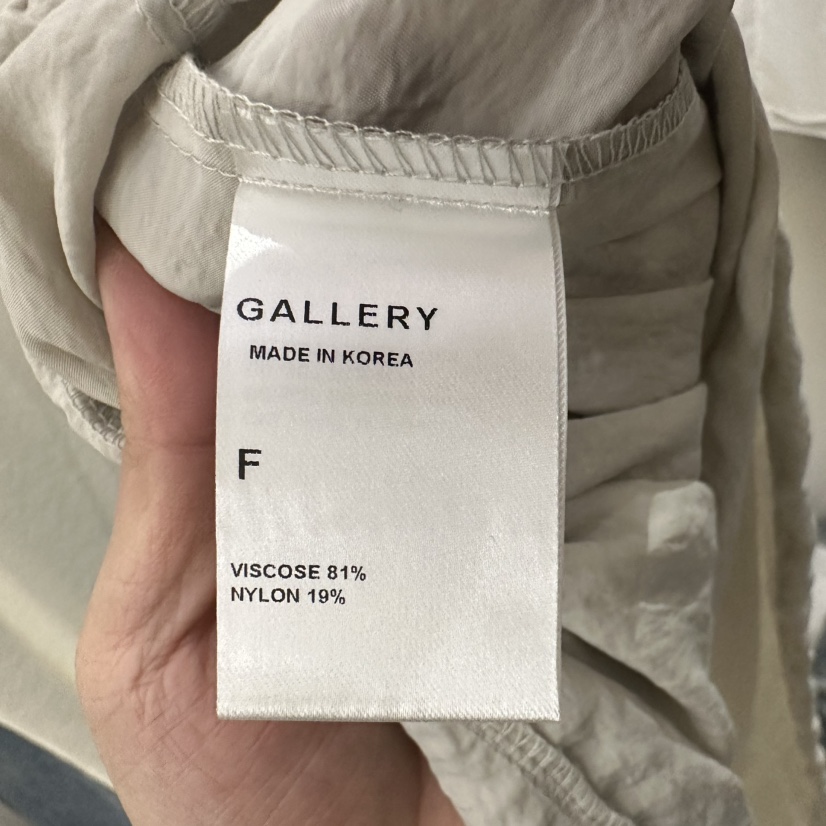 GALLERY
MADE IN KOREA
F
VISCOSE 81%
NYLON 19%